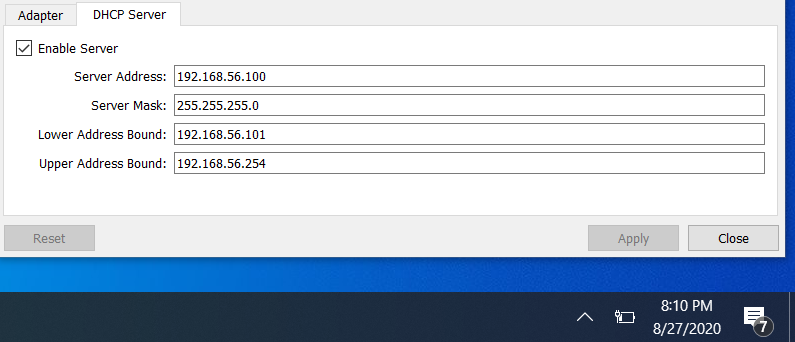 Adapter DHCP Server
Enable Server
Server Address: 192.168.56.100
Server Mask: 255.255.255.0
Lower Address Bound: 192.168.56.101
Upper Address Bound: 192.168.56.254
Reset Apply Close
8:10 PM
8/27/2020
7